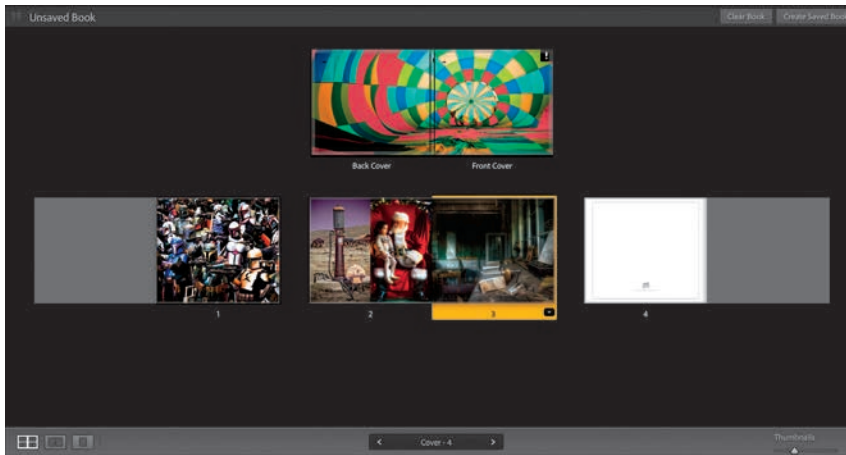 Unsaved Book
Clear Book
Create Saved Book
!
Back Cover
Front Cover
1
2
3
4
Cover - 4
Thumbnails